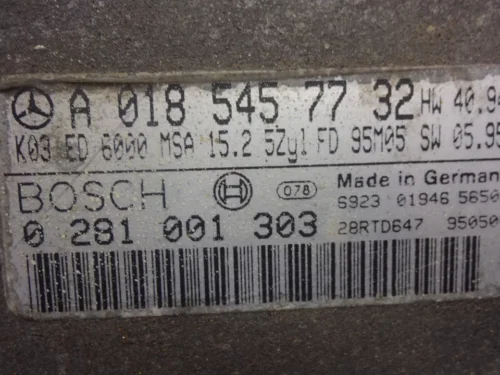 A 018 545 77 32 HW 40.94
K03 ED 6000 MSA 15.2 5Zyl FD 95M05 SW 05.95
BOSCH 078 Made in German
0 281 001 303 S923 01946 5650
28RTD647 95050